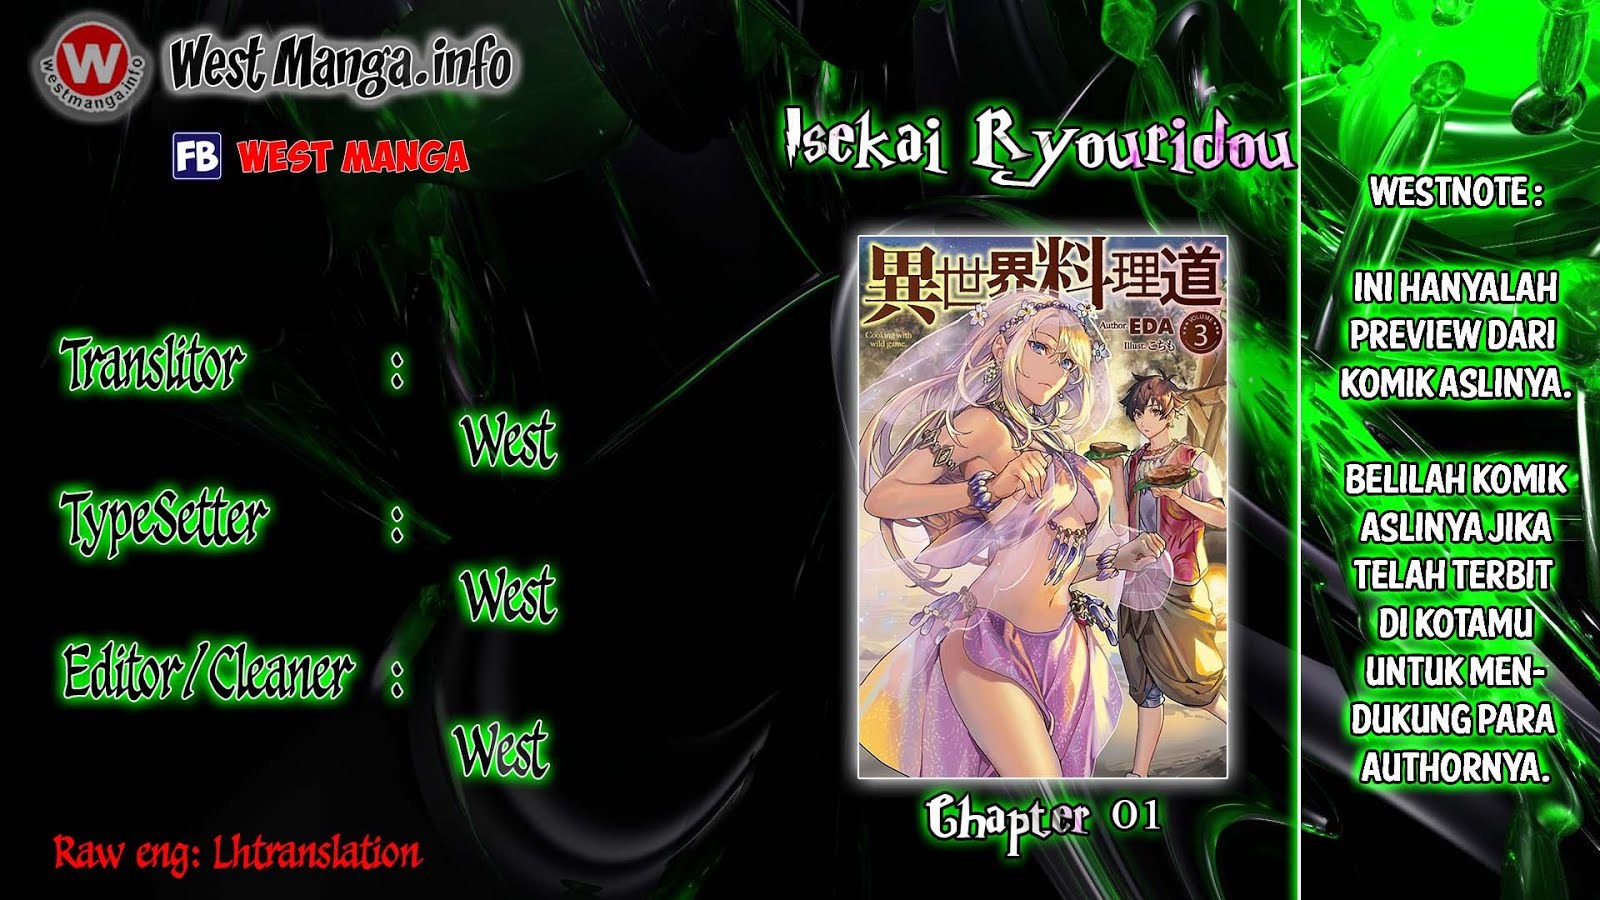 westmanga.info
W
West Manga.info
FB WEST MANGA
Translitor :
West
TypeSetter :
West
Editor/Cleaner :
West
Raw eng: Lhtranslation
Isekai Ryouridou
異世界料理道
Cooking with
wild game.
Author EDA
Illust. こちも
VOLUME
3
Chapter 01
WESTNOTE :
INI HANYALAH
PREVIEW DARI
KOMIK ASLINYA.
BELILAH KOMIK
ASLINYA JIKA
TELAH TERBIT
DI KOTAMU
UNTUK MEN-
DUKUNG PARA
AUTHORNYA.